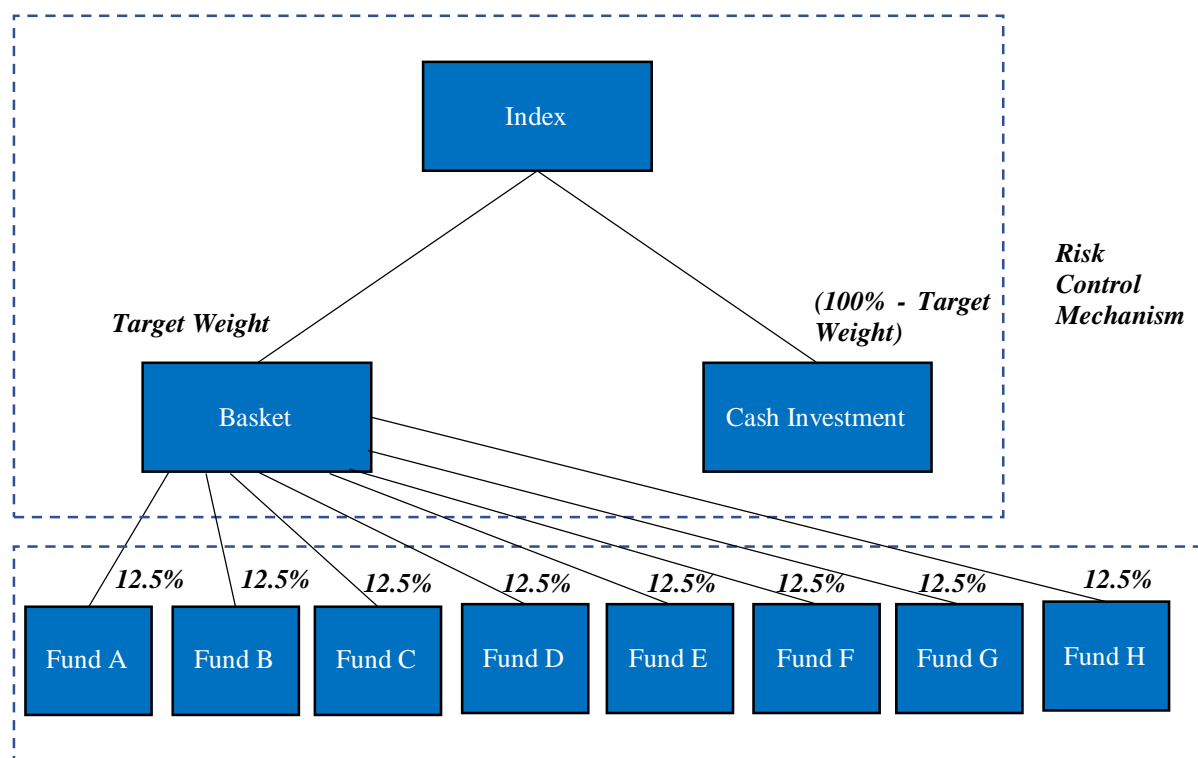 Index
Risk
Control
Mechanism
Target Weight
(100% - Target
Weight)
Basket
Cash Investment
12.5%
12.5%
12.5%
12.5%
12.5%
12.5%
12.5%
12.5%
Fund A
Fund B
Fund C
Fund D
Fund E
Fund F
Fund G
Fund H